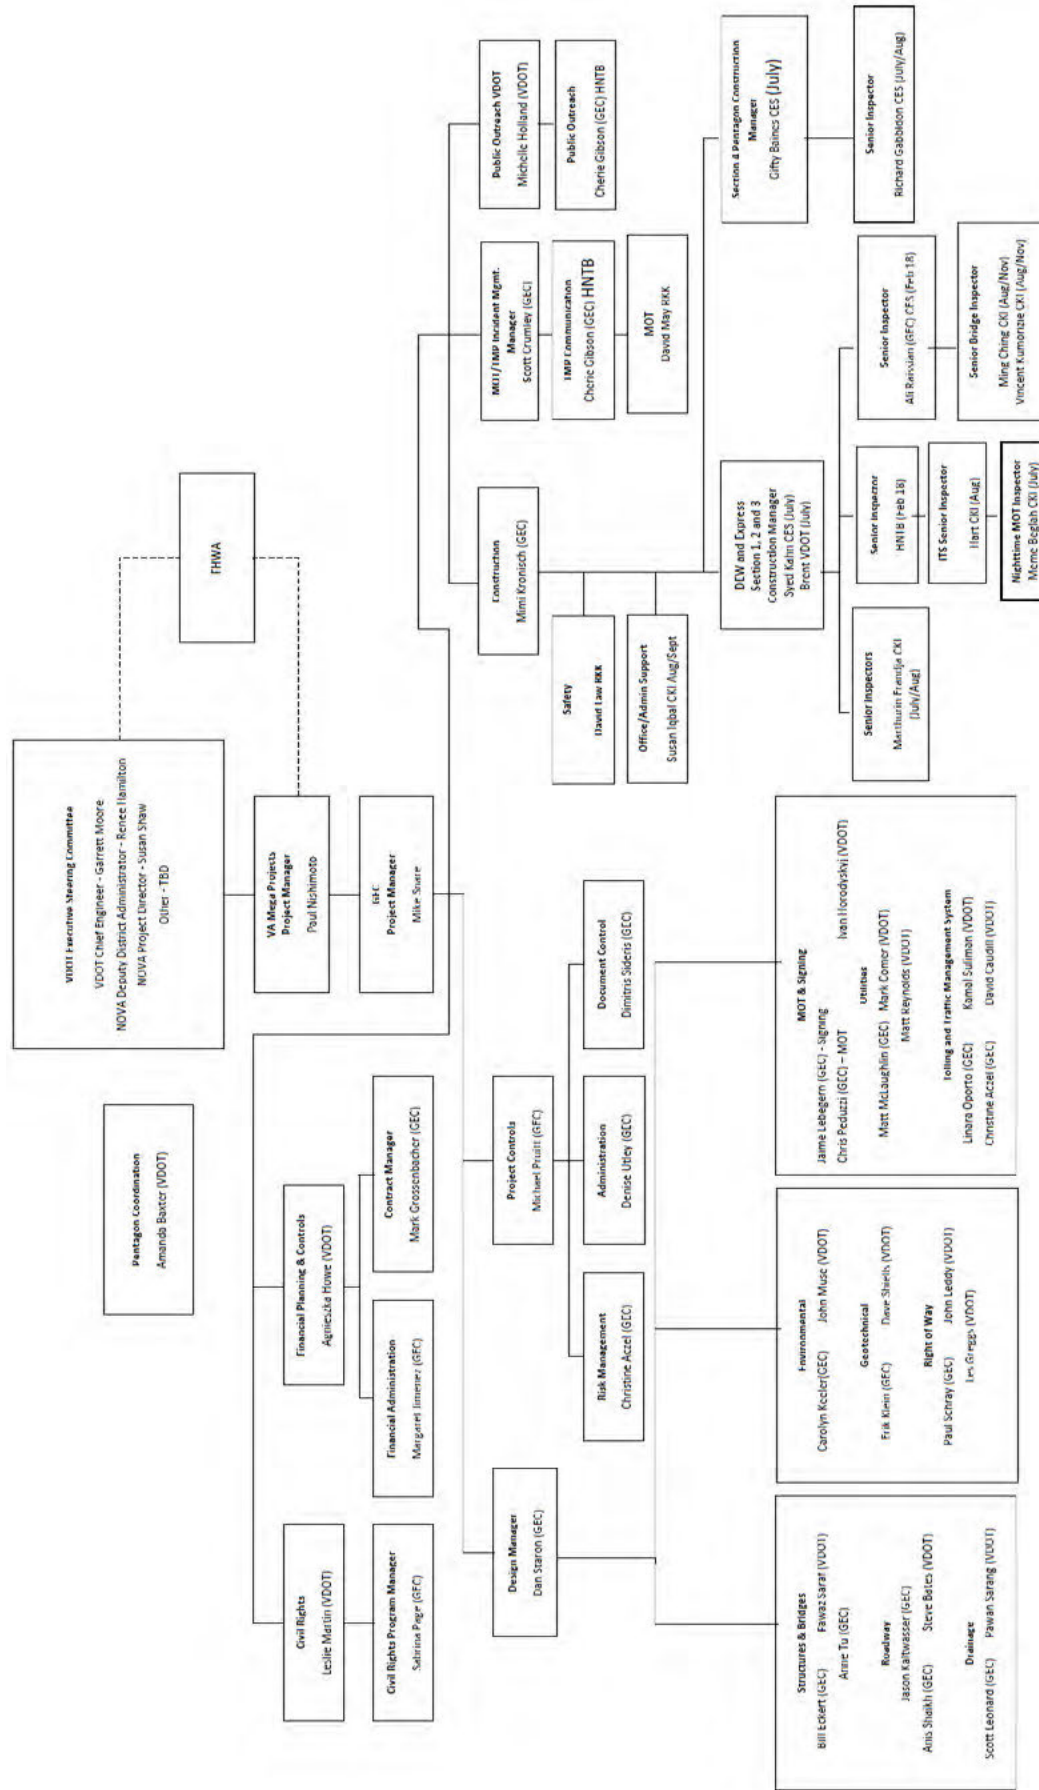 VDOT Executive Steering Committee
VDOT Chief Engineer - Garrett Moore
NOVA Deputy District Administrator - Renee Hamilton
NOVA Project Director - Susan Shaw
Other - TBD
FHWA
Pentagon Coordination
Amanda Baxter (VDOT)
VA Mega Projects
Project Manager
Paul Nishimoto
GEC
Project Manager
Mike Snare
Civil Rights
Leslie Martin (VDOT)
Civil Rights Program Manager
Sabrina Page (GEC)
Financial Planning & Controls
Agnieszka Howe (VDOT)
Financial Administration
Margaret Jimenez (GEC)
Contract Manager
Mark Grossenbacher (GEC)
Construction
Mimi Kronisch (GEC)
MOT/TMP Incident Mgmt.
Manager
Scott Crumley (GEC)
Public Outreach VDOT
Michelle Holland (VDOT)
TMP Communication
Cherie Gibson (GEC) HNTB
Public Outreach
Cherie Gibson (GEC) HNTB
MOT
David May RKK
Safety
David Law RKK
Office/Admin Support
Susan Iqbal CKI Aug/Sept
Design Manager
Dan Staron (GEC)
Project Controls
Michael Pruitt (GEC)
Risk Management
Christine Aczel (GEC)
Administration
Denise Utley (GEC)
Document Control
Dimitris Sideris (GEC)
DEW and Express
Section 1, 2 and 3
Construction Manager
Syed Kahn CES (July)
Brent VDOT (July)
Section 4 Pentagon Construction
Manager
Gifty Baines CES (July)
Senior Inspectors
Marthurin Frandja CKI
(July/Aug)
Senior Inspector
HNTB (Feb 18)
Senior Inspector
Ali Raissian (GEC) CES (Feb 18)
Senior Inspector
Richard Gabbidon CES (July/Aug)
ITS Senior Inspector
Hart CKI (Aug)
Senior Bridge Inspector
Ming Ching CKI (Aug/Nov)
Vincent Kumorizie CKI (Aug/Nov)
Nighttime MOT Inspector
Meme Beglah CKI (July)
Structures & Bridges
Bill Eckert (GEC) Fawaz Saraf (VDOT)
Anne Tu (GEC)
Roadway
Jason Kaltwasser (GEC)
Anis Shaikh (GEC) Steve Bates (VDOT)
Drainage
Scott Leonard (GEC) Pawan Sarang (VDOT)
Environmental
Carolyn Keeler(GEC) John Muse (VDOT)
Geotechnical
Erik Klein (GEC) Dave Shiells (VDOT)
Right of Way
Paul Schray (GEC) John Leddy (VDOT)
Les Griggs (VDOT)
MOT & Signing
Jaime Lebegern (GEC) - Signing
Chris Peduzzi (GEC) – MOT Ivan Horodyskyj (VDOT)
Utilities
Matt McLaughlin (GEC) Mark Comer (VDOT)
Matt Reynolds (VDOT)
Tolling and Traffic Management System
Linara Oporto (GEC) Kamal Suliman (VDOT)
Christine Aczel (GEC) David Caudill (VDOT)